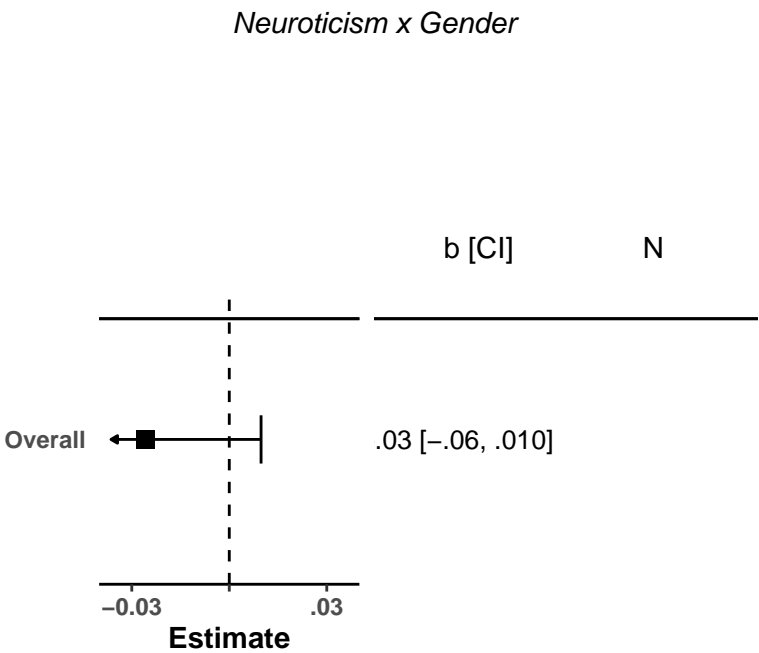 Neuroticism x Gender
b [CI] N
Overall .03 [−.06, .010]
−0.03 .03
Estimate